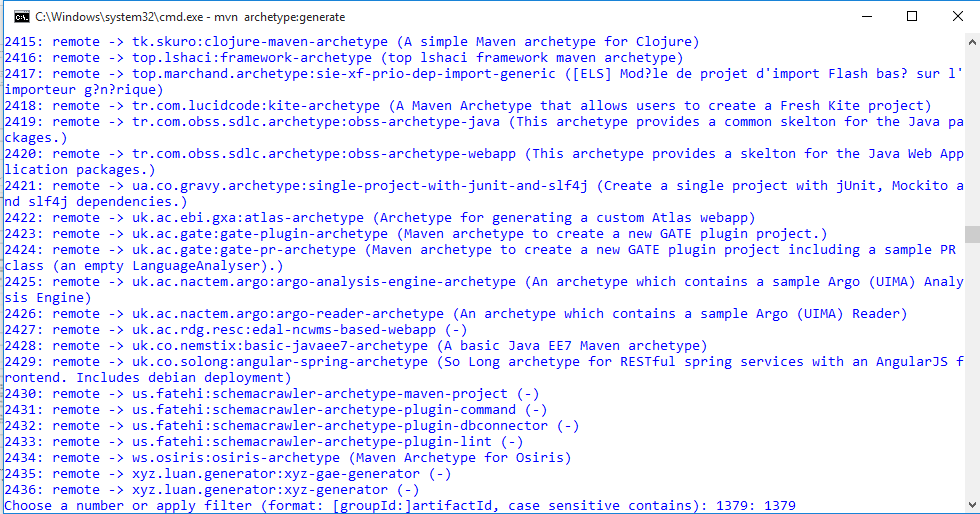 C:\Windows\system32\cmd.exe - mvn  archetype:generate
2415: remote -> tk.skuro:clojure-maven-archetype (A simple Maven archetype for Clojure)
2416: remote -> top.lshaci:framework-archetype (top lshaci framework maven archetype)
2417: remote -> top.marchand.archetype:sie-xf-prio-dep-import-generic ([ELS] Mod?le de projet d'import Flash bas? sur l'
importeur g?n?rique)
2418: remote -> tr.com.lucidcode:kite-archetype (A Maven Archetype that allows users to create a Fresh Kite project)
2419: remote -> tr.com.obss.sdlc.archetype:obss-archetype-java (This archetype provides a common skelton for the Java pa
ckages.)
2420: remote -> tr.com.obss.sdlc.archetype:obss-archetype-webapp (This archetype provides a skelton for the Java Web App
lication packages.)
2421: remote -> ua.co.gravy.archetype:single-project-with-junit-and-slf4j (Create a single project with jUnit, Mockito a
nd slf4j dependencies.)
2422: remote -> uk.ac.ebi.gxa:atlas-archetype (Archetype for generating a custom Atlas webapp)
2423: remote -> uk.ac.gate:gate-plugin-archetype (Maven archetype to create a new GATE plugin project.)
2424: remote -> uk.ac.gate:gate-pr-archetype (Maven archetype to create a new GATE plugin project including a sample PR
class (an empty LanguageAnalyser).)
2425: remote -> uk.ac.nactem.argo:argo-analysis-engine-archetype (An archetype which contains a sample Argo (UIMA) Analy
sis Engine)
2426: remote -> uk.ac.nactem.argo:argo-reader-archetype (An archetype which contains a sample Argo (UIMA) Reader)
2427: remote -> uk.ac.rdg.resc:edal-ncwms-based-webapp (-)
2428: remote -> uk.co.nemstix:basic-javaee7-archetype (A basic Java EE7 Maven archetype)
2429: remote -> uk.co.solong:angular-spring-archetype (So Long archetype for RESTful spring services with an AngularJS f
rontend. Includes debian deployment)
2430: remote -> us.fatehi:schemacrawler-archetype-maven-project (-)
2431: remote -> us.fatehi:schemacrawler-archetype-plugin-command (-)
2432: remote -> us.fatehi:schemacrawler-archetype-plugin-dbconnector (-)
2433: remote -> us.fatehi:schemacrawler-archetype-plugin-lint (-)
2434: remote -> ws.osiris:osiris-archetype (Maven Archetype for Osiris)
2435: remote -> xyz.luan.generator:xyz-gae-generator (-)
2436: remote -> xyz.luan.generator:xyz-generator (-)
Choose a number or apply filter (format: [groupId:]artifactId, case sensitive contains): 1379: 1379